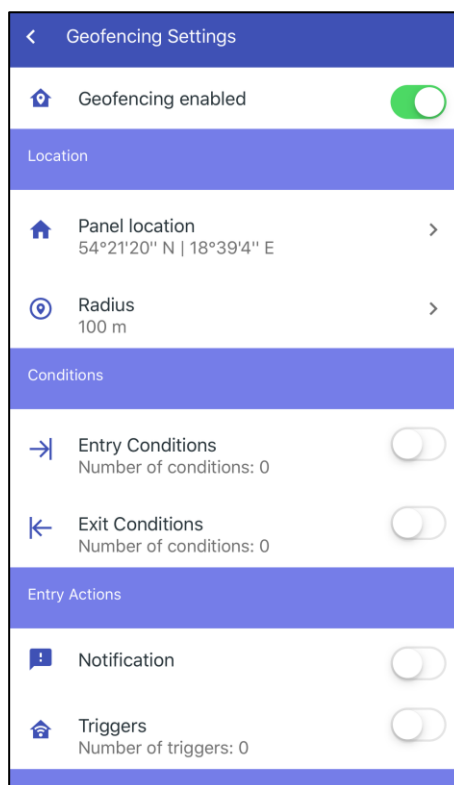 Geofencing Settings
Geofencing enabled
Location
Panel location
54°21'20'' N | 18°39'4'' E
Radius
100 m
Conditions
Entry Conditions
Number of conditions: 0
Exit Conditions
Number of conditions: 0
Entry Actions
Notification
Triggers
Number of triggers: 0